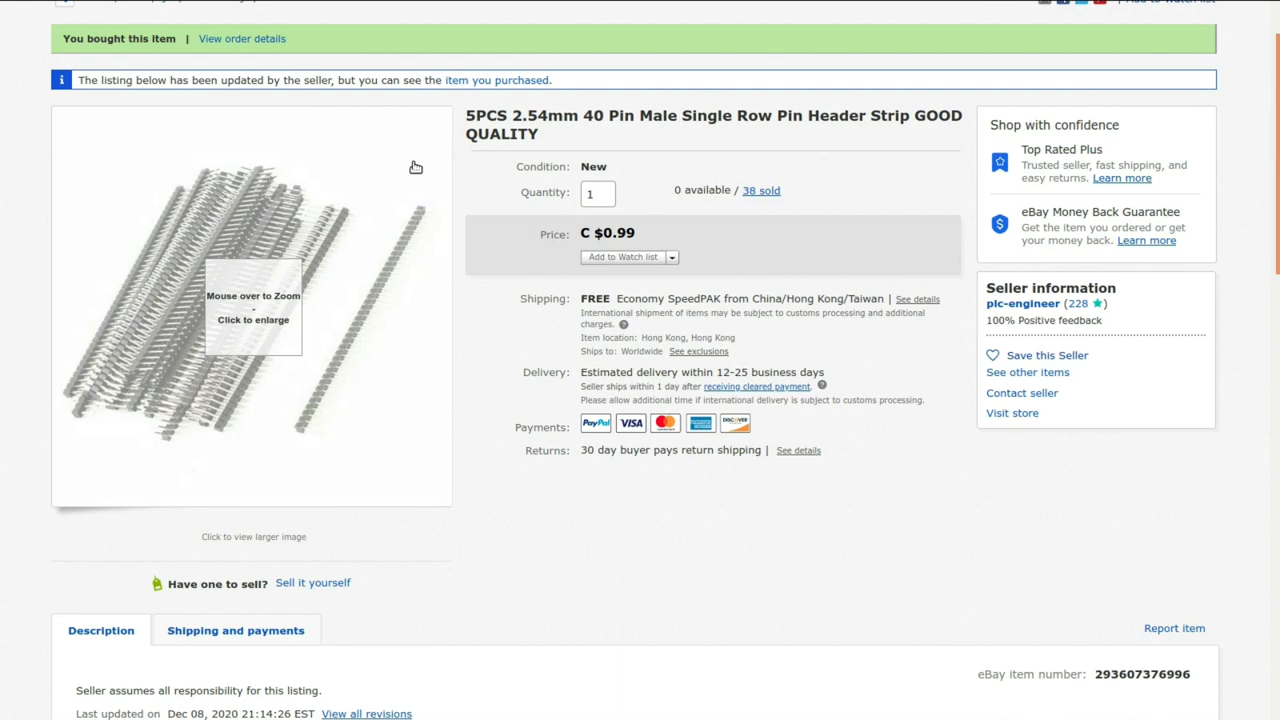 You bought this item | View order details
i The listing below has been updated by the seller, but you can see the item you purchased.
5PCS 2.54mm 40 Pin Male Single Row Pin Header Strip GOOD
QUALITY
Condition: New
Quantity: 1 0 available / 38 sold
Price: C $0.99
Add to Watch list
Shipping: FREE Economy SpeedPAK from China/Hong Kong/Taiwan | See details
International shipment of items may be subject to customs processing and additional
charges. ?
Item location: Hong Kong, Hong Kong
Ships to: Worldwide See exclusions
Delivery: Estimated delivery within 12-25 business days
Seller ships within 1 day after receiving cleared payment. ?
Please allow additional time if international delivery is subject to customs processing.
Payments: PayPal VISA
Returns: 30 day buyer pays return shipping | See details
Mouse over to Zoom
-
Click to enlarge
Click to view larger image
Have one to sell? Sell it yourself
Shop with confidence
Top Rated Plus
Trusted seller, fast shipping, and
easy returns. Learn more
eBay Money Back Guarantee
Get the item you ordered or get
your money back. Learn more
Seller information
plc-engineer (228 ★)
100% Positive feedback
Save this Seller
See other items
Contact seller
Visit store
Description
Shipping and payments
Report item
eBay item number: 293607376996
Seller assumes all responsibility for this listing.
Last updated on Dec 08, 2020 21:14:26 EST View all revisions